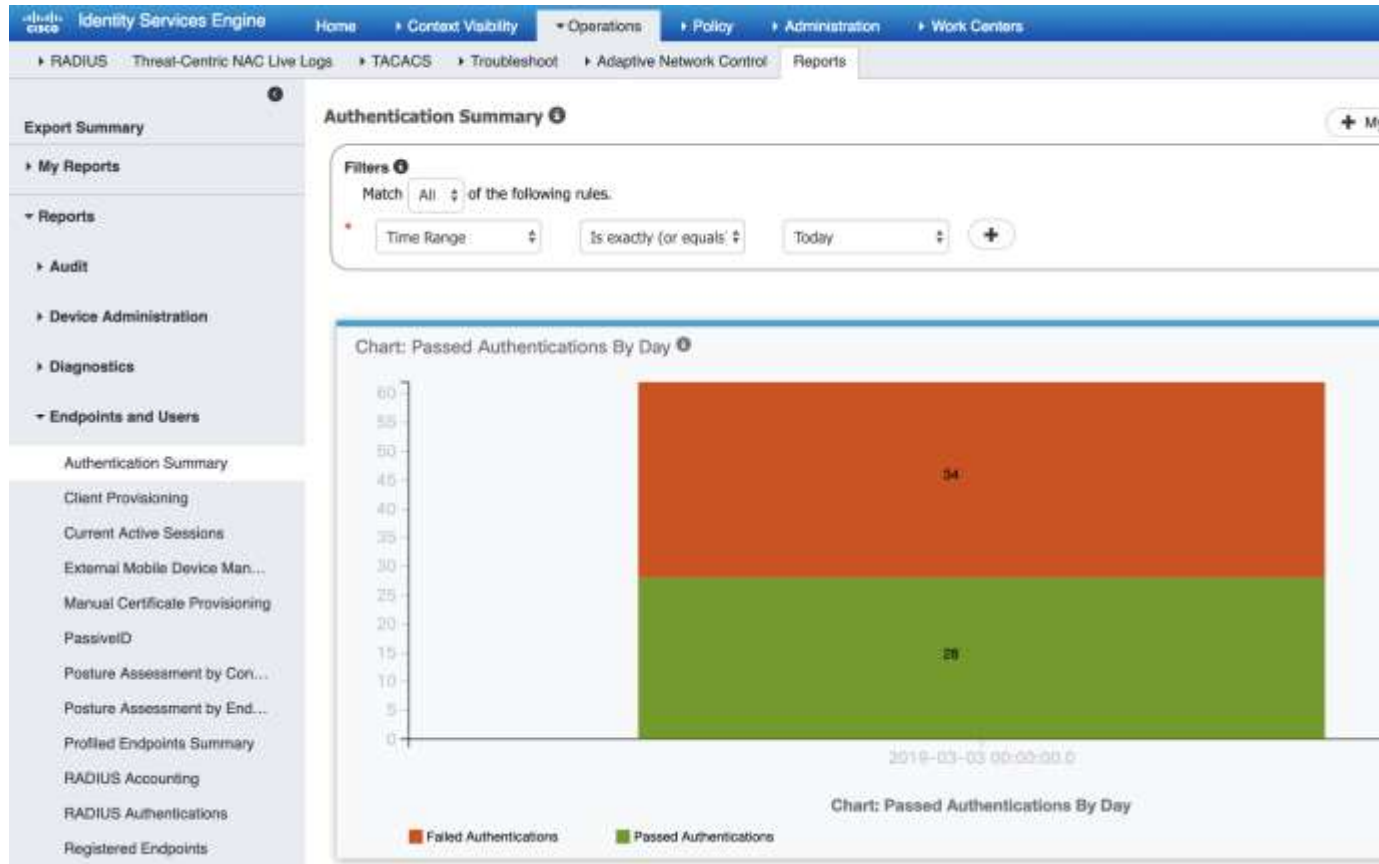 cisco Identity Services Engine Home Context Visibility Operations Policy Administration Work Centers
RADIUS Threat-Centric NAC Live Logs TACACS Troubleshoot Adaptive Network Control Reports
Export Summary
My Reports
Reports
Audit
Device Administration
Diagnostics
Endpoints and Users
Authentication Summary
Client Provisioning
Current Active Sessions
External Mobile Device Man...
Manual Certificate Provisioning
PassiveID
Posture Assessment by Con...
Posture Assessment by End...
Profiled Endpoints Summary
RADIUS Accounting
RADIUS Authentications
Registered Endpoints
Authentication Summary
+ My
Filters
Match All of the following rules.
* Time Range Is exactly (or equals Today +
Chart: Passed Authentications By Day
60
55
50
45
40
35
30
25
20
15
10
5
0
34
28
2019-03-03 00:00:00.0
Chart: Passed Authentications By Day
Failed Authentications Passed Authentications